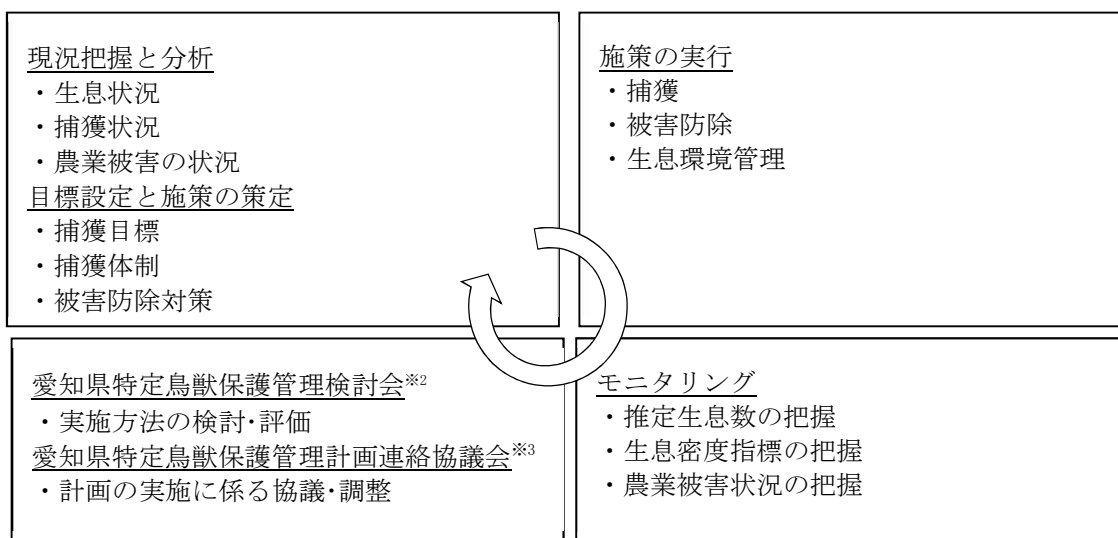 現況把握と分析
・生息状況
・捕獲状況
・農業被害の状況
目標設定と施策の策定
・捕獲目標
・捕獲体制
・被害防除対策
施策の実行
・捕獲
・被害防除
・生息環境管理
愛知県特定鳥獣保護管理検討会※2
・実施方法の検討･評価
愛知県特定鳥獣保護管理計画連絡協議会※3
・計画の実施に係る協議･調整
モニタリング
・推定生息数の把握
・生息密度指標の把握
・農業被害状況の把握